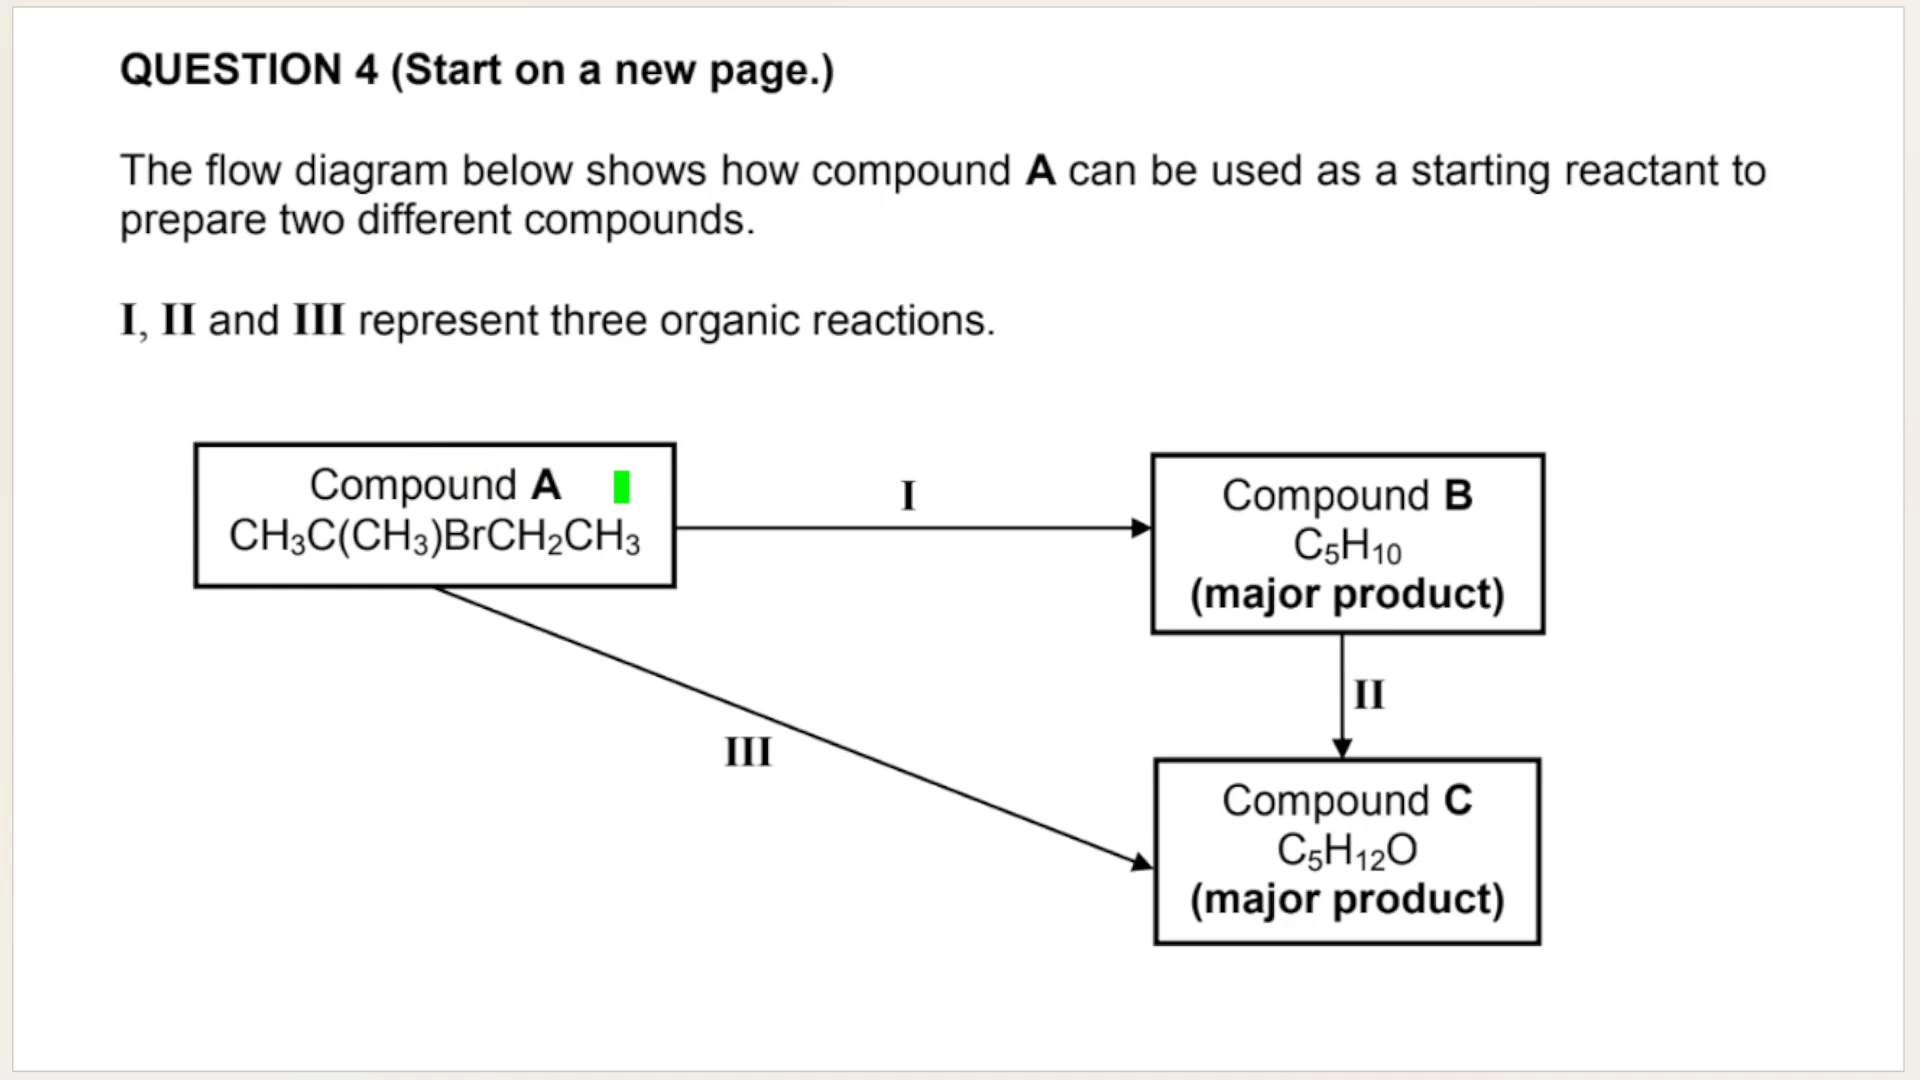 QUESTION 4 (Start on a new page.)
The flow diagram below shows how compound A can be used as a starting reactant to
prepare two different compounds.
I, II and III represent three organic reactions.
Compound A
CH₃C(CH₃)BrCH₂CH₃
I
Compound B
C₅H₁₀
(major product)
II
III
Compound C
C₅H₁₂O
(major product)